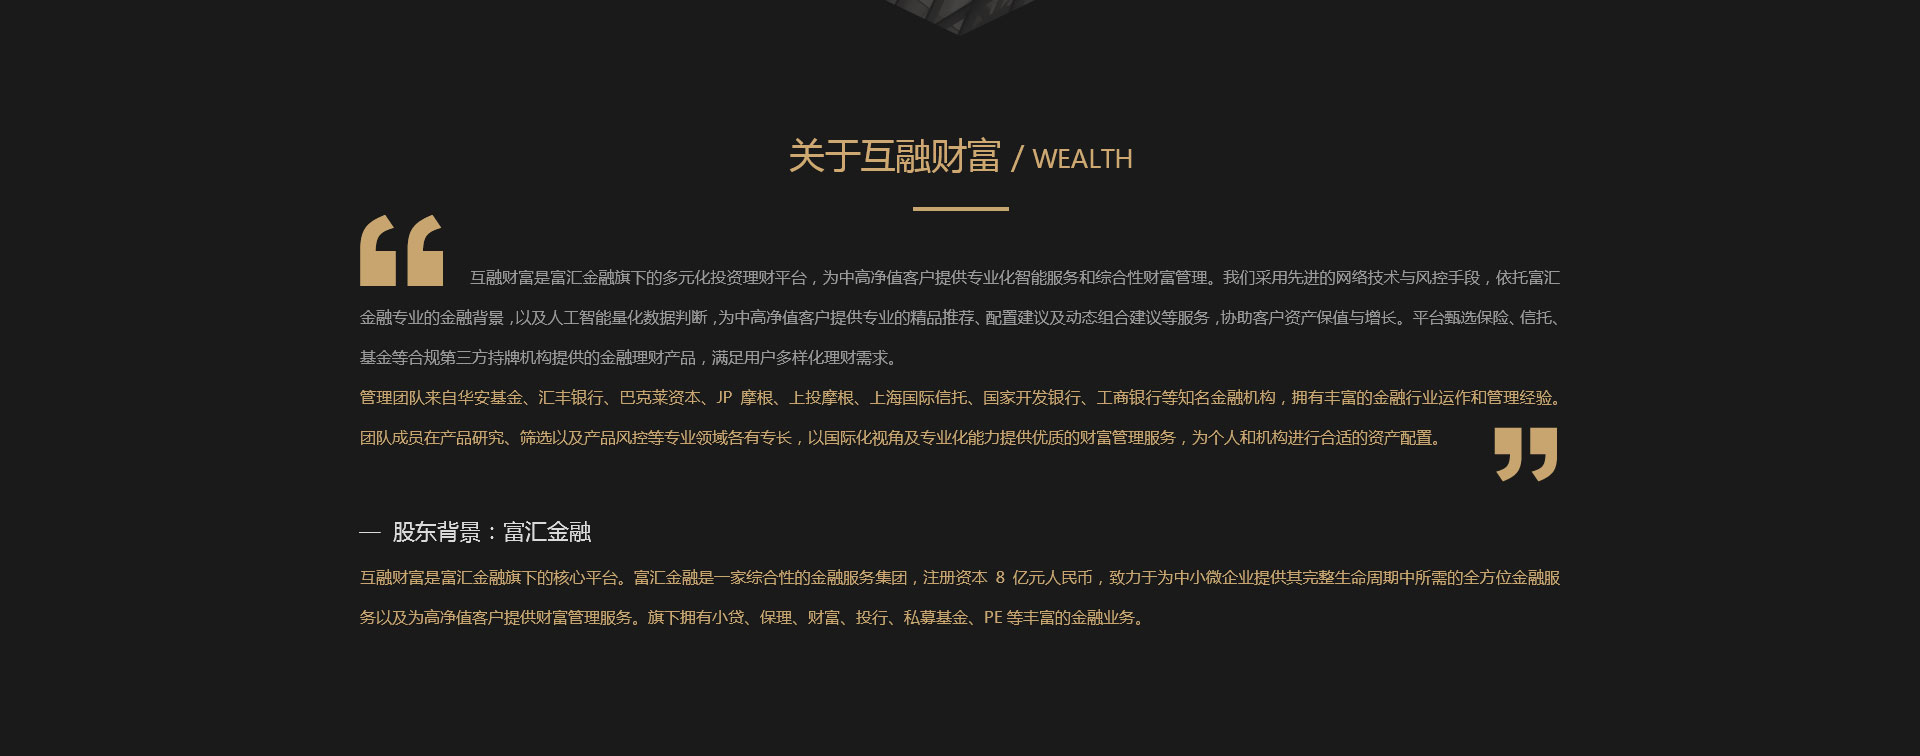 关于互融财富 / WEALTH
互融财富是富汇金融旗下的多元化投资理财平台，为中高净值客户提供专业化智能服务和综合性财富管理。我们采用先进的网络技术与风控手段，依托富汇
金融专业的金融背景，以及人工智能量化数据判断，为中高净值客户提供专业的精品推荐、配置建议及动态组合建议等服务，协助客户资产保值与增长。平台甄选保险、信托、
基金等合规第三方持牌机构提供的金融理财产品，满足用户多样化理财需求。
管理团队来自华安基金、汇丰银行、巴克莱资本、JP 摩根、上投摩根、上海国际信托、国家开发银行、工商银行等知名金融机构，拥有丰富的金融行业运作和管理经验。
团队成员在产品研究、筛选以及产品风控等专业领域各有专长，以国际化视角及专业化能力提供优质的财富管理服务，为个人和机构进行合适的资产配置。
— 股东背景：富汇金融
互融财富是富汇金融旗下的核心平台。富汇金融是一家综合性的金融服务集团，注册资本 8 亿元人民币，致力于为中小微企业提供其完整生命周期中所需的全方位金融服
务以及为高净值客户提供财富管理服务。旗下拥有小贷、保理、财富、投行、私募基金、PE 等丰富的金融业务。